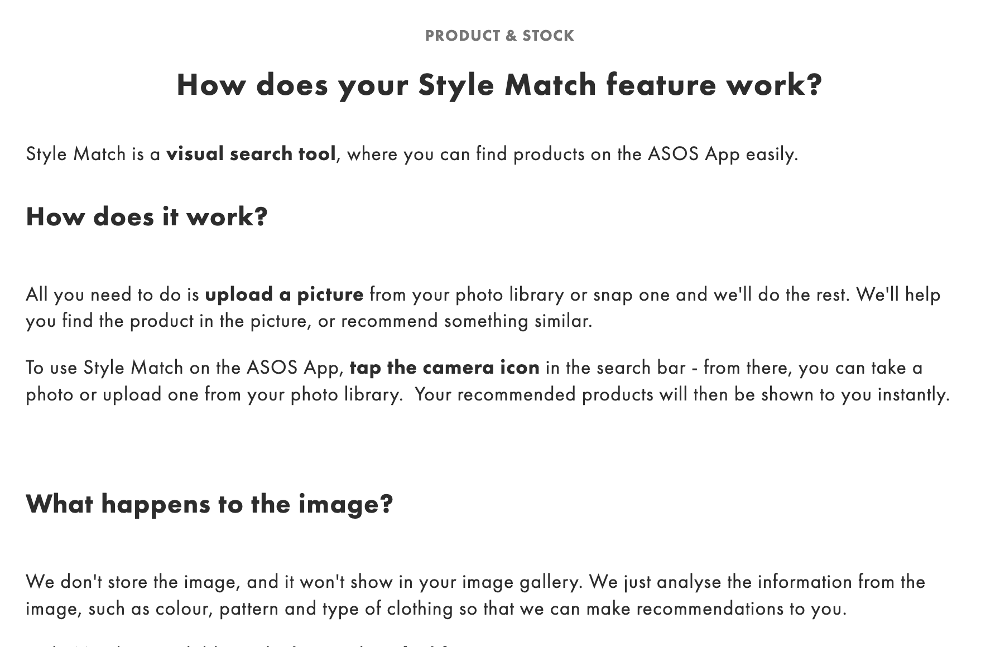 PRODUCT & STOCK
How does your Style Match feature work?
Style Match is a visual search tool, where you can find products on the ASOS App easily.
How does it work?
All you need to do is upload a picture from your photo library or snap one and we'll do the rest. We'll help
you find the product in the picture, or recommend something similar.
To use Style Match on the ASOS App, tap the camera icon in the search bar - from there, you can take a
photo or upload one from your photo library.  Your recommended products will then be shown to you instantly.
What happens to the image?
We don't store the image, and it won't show in your image gallery. We just analyse the information from the
image, such as colour, pattern and type of clothing so that we can make recommendations to you.